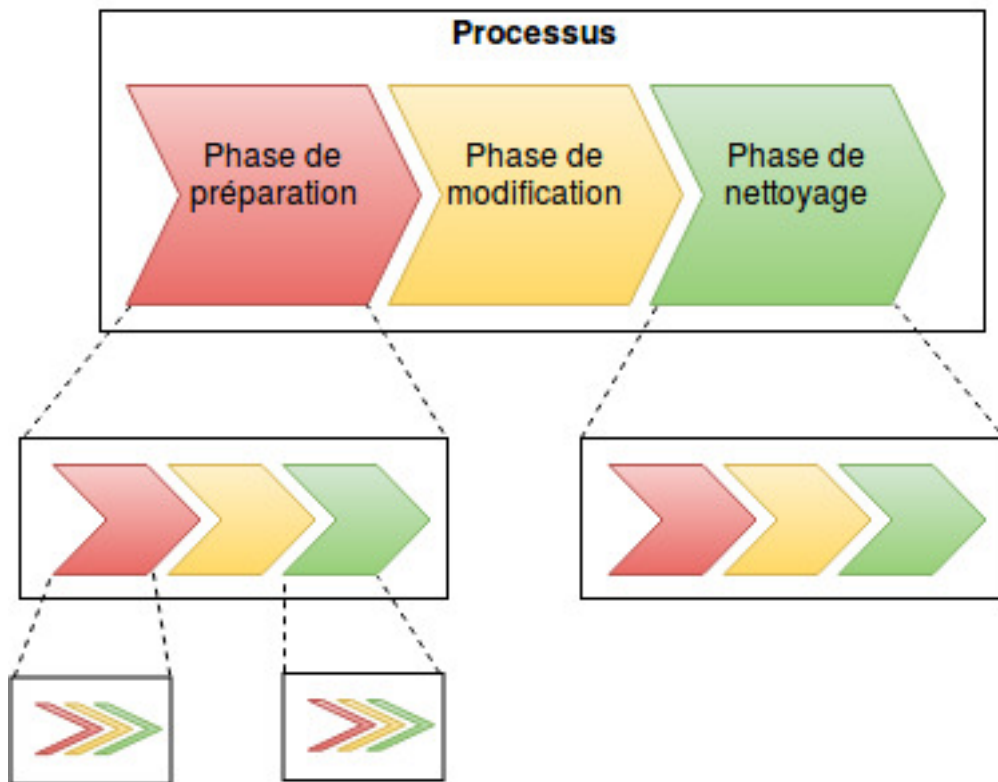 Processus
Phase de
préparation
Phase de
modification
Phase de
nettoyage